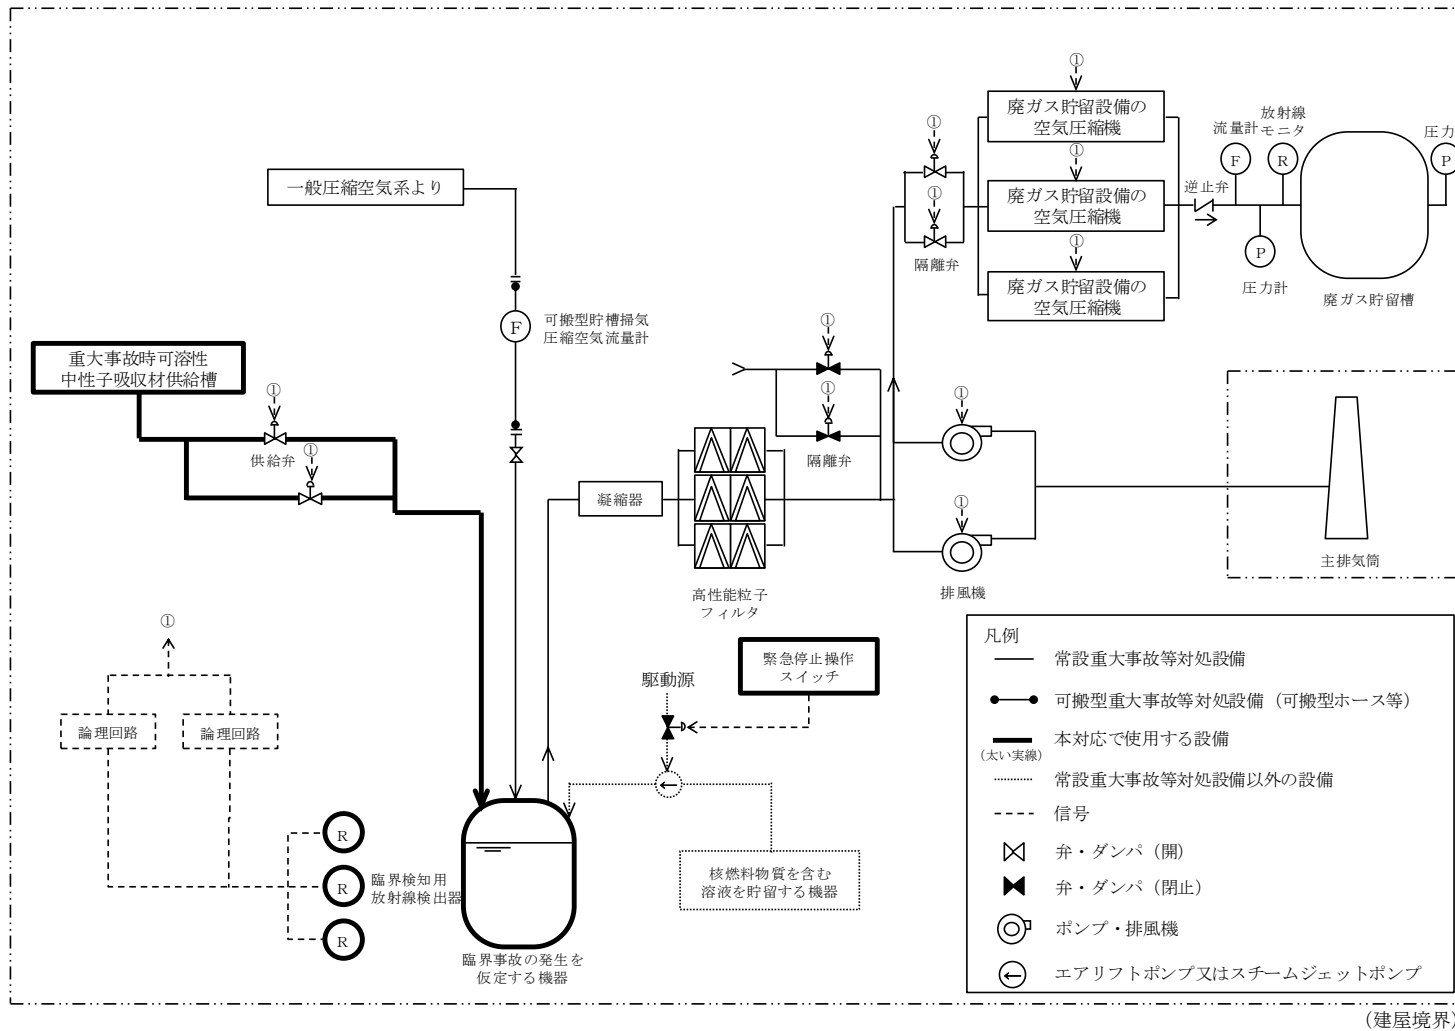 ①
廃ガス貯留設備の
空気圧縮機
①
①
廃ガス貯留設備の
空気圧縮機
①
①
廃ガス貯留設備の
空気圧縮機
隔離弁
逆止弁
流量計
放射線
モニタ
F
R
P
圧力計
圧力
P
廃ガス貯留槽
一般圧縮空気系より
F
可搬型貯槽掃気
圧縮空気流量計
重大事故時可溶性
中性子吸収材供給槽
①
供給弁
①
①
①
隔離弁
凝縮器
高性能粒子
フィルタ
①
①
排風機
主排気筒
①
論理回路
論理回路
R
R
R
臨界検知用
放射線検出器
臨界事故の発生を
仮定する機器
駆動源
緊急停止操作
スイッチ
核燃料物質を含む
溶液を貯留する機器
凡例
常設重大事故等対処設備
可搬型重大事故等対処設備（可搬型ホース等）
本対応で使用する設備
（太い実線）
常設重大事故等対処設備以外の設備
信号
弁・ダンパ（開）
弁・ダンパ（閉止）
ポンプ・排風機
エアリフトポンプ又はスチームジェットポンプ
（建屋境界）